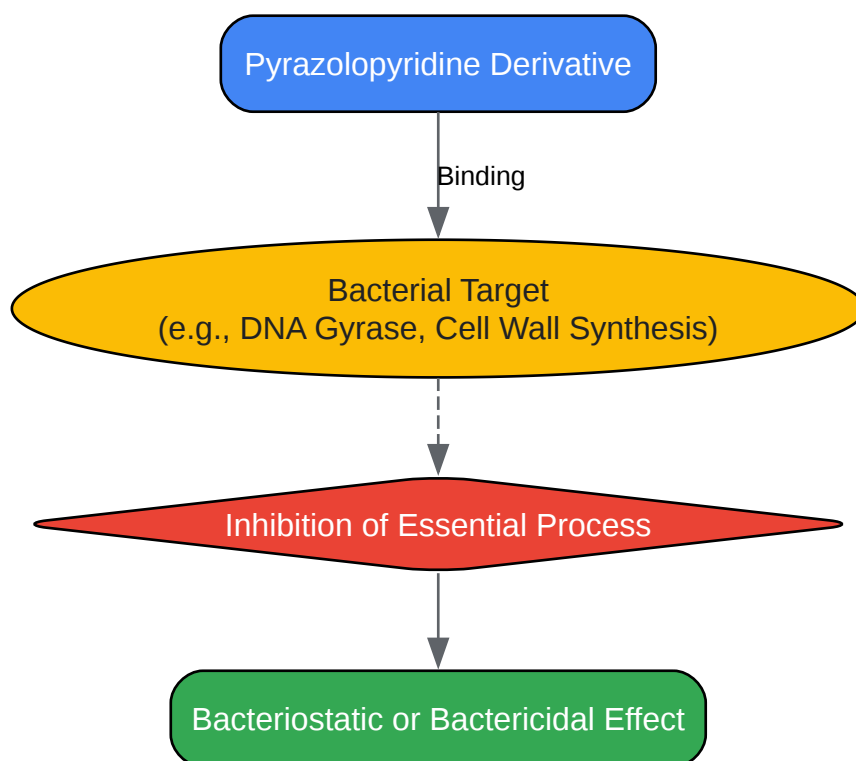 Pyrazolopyridine Derivative
Binding
Bacterial Target
(e.g., DNA Gyrase, Cell Wall Synthesis)
Inhibition of Essential Process
Bacteriostatic or Bactericidal Effect